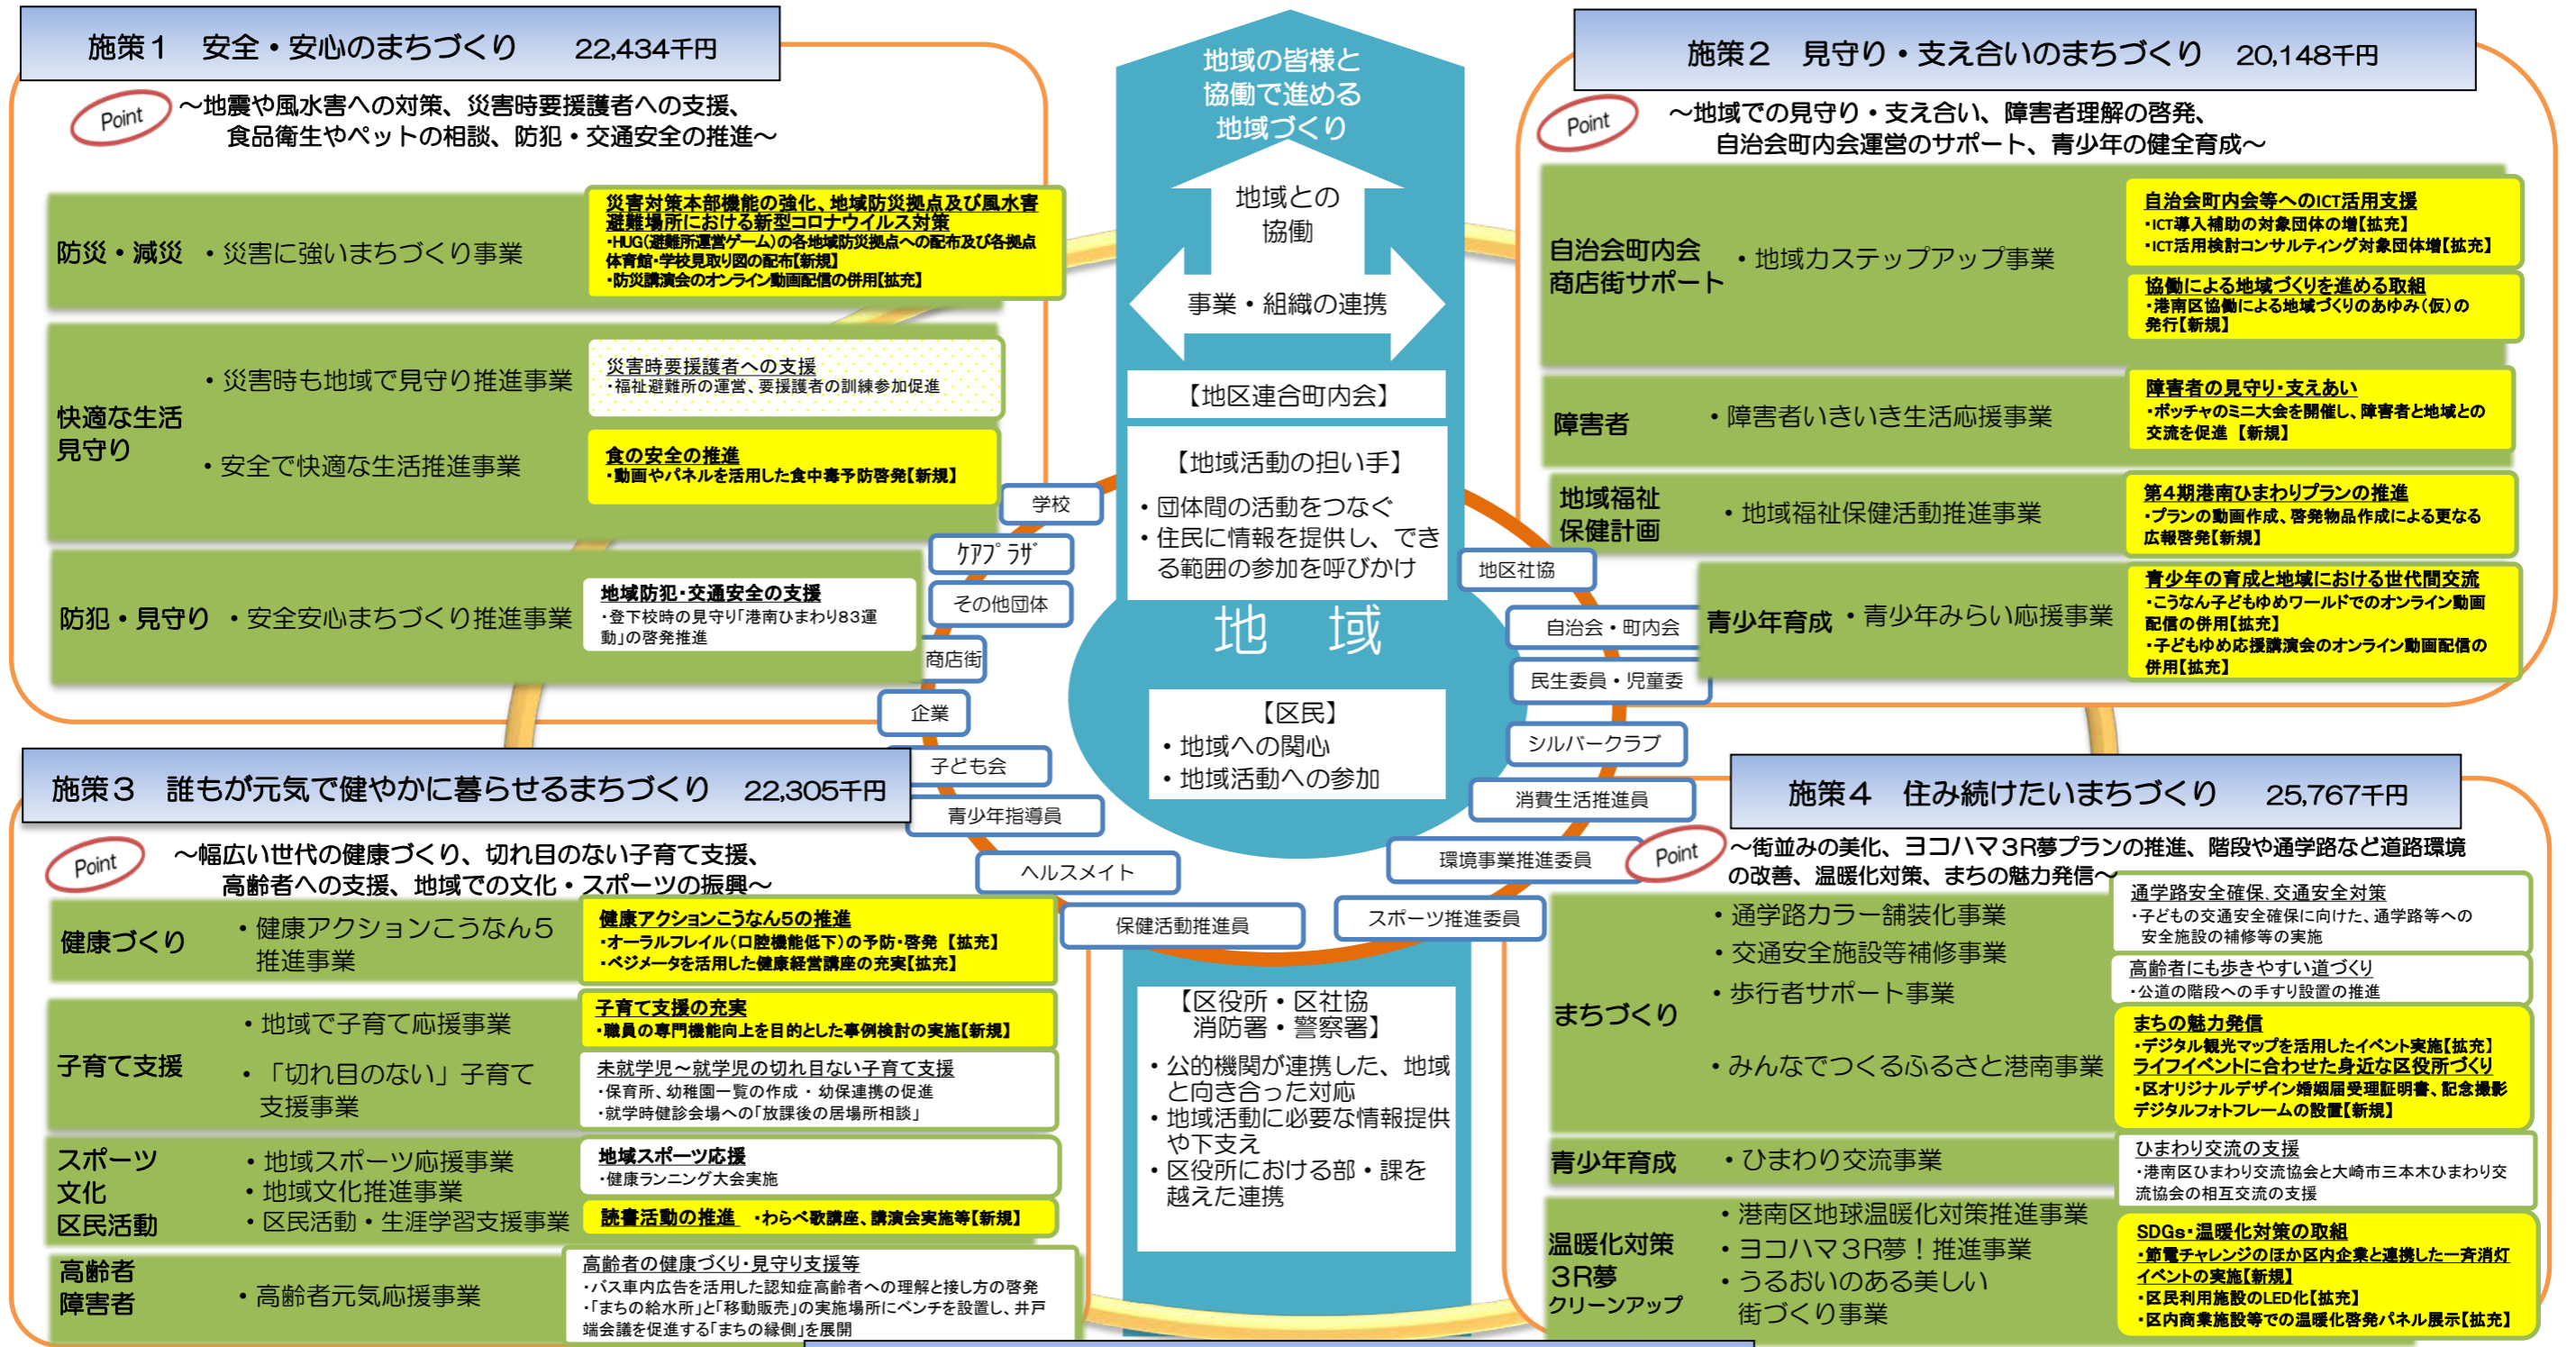 施策１　安全・安心のまちづくり　　22,434千円
Point
～地震や風水害への対策、災害時要援護者への支援、
食品衛生やペットの相談、防犯・交通安全の推進～
防災・減災
・災害に強いまちづくり事業
災害対策本部機能の強化、地域防災拠点及び風水害
避難場所における新型コロナウイルス対策
・HUG（避難所運営ゲーム）の各地域防災拠点への配布及び各拠点
体育館・学校見取り図の配布【新規】
・防災講演会のオンライン動画配信の併用【拡充】
快適な生活
見守り
・災害時も地域で見守り推進事業
災害時要援護者への支援
・福祉避難所の運営、要援護者の訓練参加促進
・安全で快適な生活推進事業
食の安全の推進
・動画やパネルを活用した食中毒予防啓発【新規】
防犯・見守り
・安全安心まちづくり推進事業
地域防犯・交通安全の支援
・登下校時の見守り「港南ひまわり83運
動」の啓発推進
地域の皆様と
協働で進める
地域づくり
地域との
協働
事業・組織の連携
【地区連合町内会】
【地域活動の担い手】
・団体間の活動をつなぐ
・住民に情報を提供し、でき
る範囲の参加を呼びかけ
地　域
【区民】
・地域への関心
・地域活動への参加
学校
ｹｱﾌﾟﾗｻﾞ
その他団体
商店街
企業
子ども会
青少年指導員
ヘルスメイト
保健活動推進員
地区社協
自治会・町内会
民生委員・児童委
シルバークラブ
消費生活推進員
環境事業推進委員
スポーツ推進委員
【区役所・区社協
消防署・警察署】
・公的機関が連携した、地域
と向き合った対応
・地域活動に必要な情報提供
や下支え
・区役所における部・課を
越えた連携
施策２　見守り・支え合いのまちづくり　20,148千円
Point
～地域での見守り・支え合い、障害者理解の啓発、
自治会町内会運営のサポート、青少年の健全育成～
自治会町内会
商店街サポート
・地域力ステップアップ事業
自治会町内会等へのICT活用支援
・ICT導入補助の対象団体の増【拡充】
・ICT活用検討コンサルティング対象団体増【拡充】
協働による地域づくりを進める取組
・港南区協働による地域づくりのあゆみ（仮）の
発行【新規】
障害者
・障害者いきいき生活応援事業
障害者の見守り・支えあい
・ボッチャのミニ大会を開催し、障害者と地域との
交流を促進 【新規】
地域福祉
保健計画
・地域福祉保健活動推進事業
第４期港南ひまわりプランの推進
・プランの動画作成、啓発物品作成による更なる
広報啓発【新規】
青少年育成
・青少年みらい応援事業
青少年の育成と地域における世代間交流
・こうなん子どもゆめワールドでのオンライン動画
配信の併用【拡充】
・子どもゆめ応援講演会のオンライン動画配信の
併用【拡充】
施策３　誰もが元気で健やかに暮らせるまちづくり　22,305千円
Point
～幅広い世代の健康づくり、切れ目のない子育て支援、
高齢者への支援、地域での文化・スポーツの振興～
健康づくり
・健康アクションこうなん５
推進事業
健康アクションこうなん5の推進
・オーラルフレイル（口腔機能低下）の予防・啓発 【拡充】
・ベジメータを活用した健康経営講座の充実【拡充】
子育て支援
・地域で子育て応援事業
子育て支援の充実
・職員の専門機能向上を目的とした事例検討の実施【新規】
・「切れ目のない」子育て
支援事業
未就学児～就学児の切れ目ない子育て支援
・保育所、幼稚園一覧の作成 ・幼保連携の促進
・就学時健診会場への「放課後の居場所相談」
スポーツ
文化
区民活動
・地域スポーツ応援事業
・地域文化推進事業
・区民活動・生涯学習支援事業
地域スポーツ応援
・健康ランニング大会実施
読書活動の推進　・わらべ歌講座、講演会実施等【新規】
高齢者
障害者
・高齢者元気応援事業
高齢者の健康づくり・見守り支援等
・バス車内広告を活用した認知症高齢者への理解と接し方の啓発
・「まちの給水所」と「移動販売」の実施場所にベンチを設置し、井戸
端会議を促進する「まちの縁側」を展開
施策４　住み続けたいまちづくり　25,767千円
Point
～街並みの美化、ヨコハマ３R夢プランの推進、階段や通学路など道路環境
の改善、温暖化対策、まちの魅力発信～
まちづくり
・通学路カラー舗装化事業
・交通安全施設等補修事業
・歩行者サポート事業
・みんなでつくるふるさと港南事業
通学路安全確保、交通安全対策
・子どもの交通安全確保に向けた、通学路等への
安全施設の補修等の実施
高齢者にも歩きやすい道づくり
・公道の階段への手すり設置の推進
まちの魅力発信
・デジタル観光マップを活用したイベント実施【拡充】
ライフイベントに合わせた身近な区役所づくり
・区オリジナルデザイン婚姻届受理証明書、記念撮影
デジタルフォトフレームの設置【新規】
青少年育成
・ひまわり交流事業
ひまわり交流の支援
・港南区ひまわり交流協会と大崎市三本木ひまわり交
流協会の相互交流の支援
温暖化対策
３R夢
クリーンアップ
・港南区地球温暖化対策推進事業
・ヨコハマ３R夢！推進事業
・うるおいのある美しい
街づくり事業
SDGs・温暖化対策の取組
・節電チャレンジのほか区内企業と連携した一斉消灯
イベントの実施【新規】
・区民利用施設のLED化【拡充】
・区内商業施設等での温暖化啓発パネル展示【拡充】